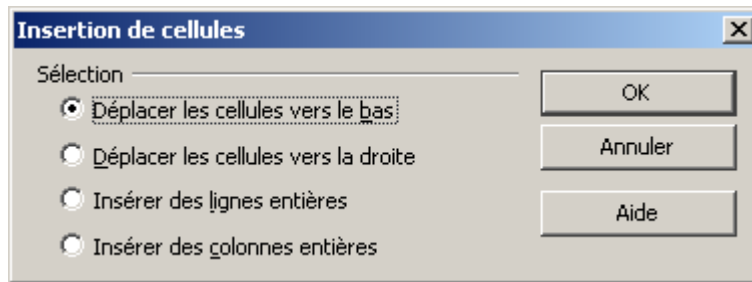 Insertion de cellules
Sélection
Déplacer les cellules vers le bas
Déplacer les cellules vers la droite
Insérer des lignes entières
Insérer des colonnes entières
OK
Annuler
Aide